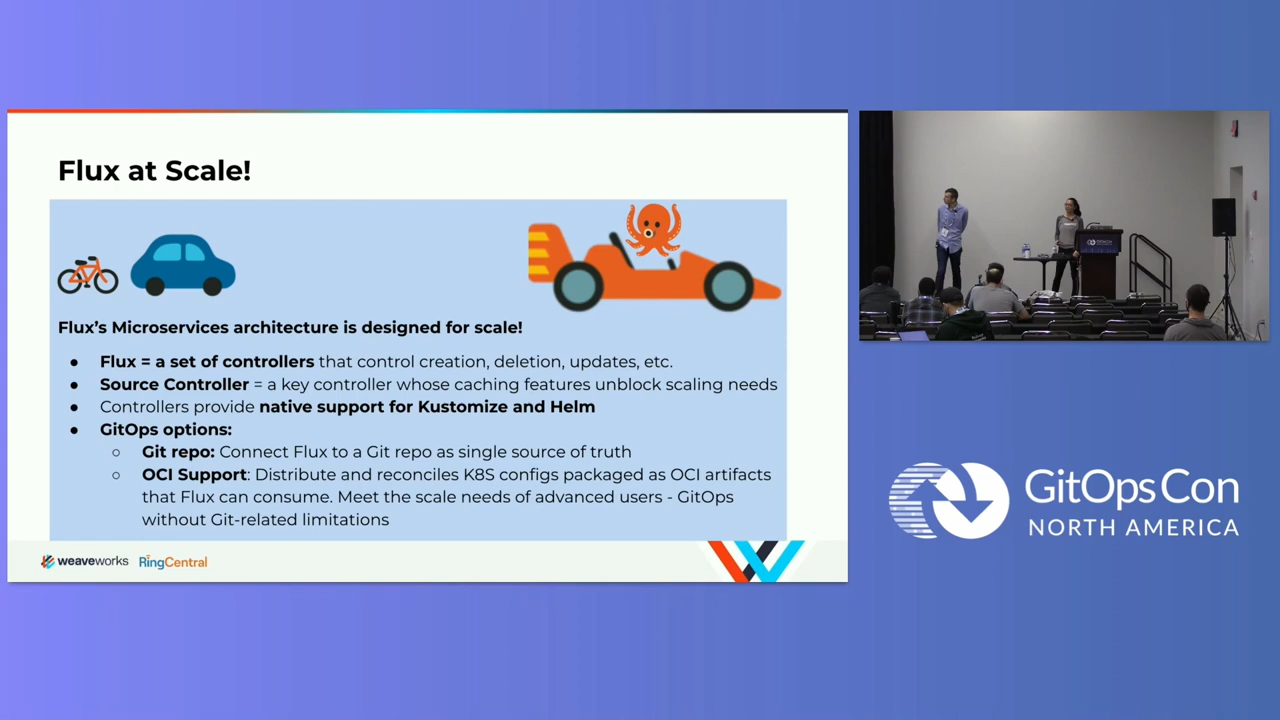 Flux at Scale!
Flux's Microservices architecture is designed for scale!
● Flux = a set of controllers that control creation, deletion, updates, etc.
● Source Controller = a key controller whose caching features unblock scaling needs
● Controllers provide native support for Kustomize and Helm
● GitOps options:
○ Git repo: Connect Flux to a Git repo as single source of truth
○ OCI Support: Distribute and reconciles K8S configs packaged as OCI artifacts
that Flux can consume. Meet the scale needs of advanced users - GitOps
without Git-related limitations
weaveworks RingCentral
GitOpsCon
NORTH AMERICA